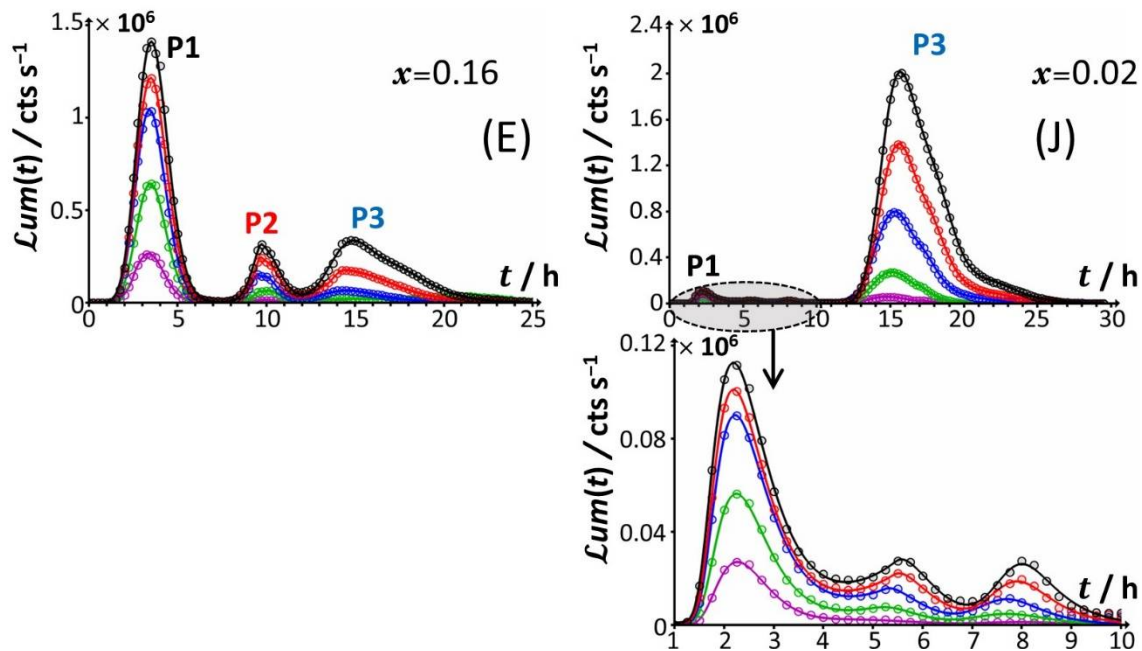 1.5 × 10⁶
P1
x=0.16
1
(E)
ℒum(t) / cts s⁻¹
0.5
P2
P3
t / h
0
0 5 10 15 20 25
2.4 × 10⁶
P3
x=0.02
2
1.6
(J)
1.2
ℒum(t) / cts s⁻¹
0.8
0.4
P1
t / h
0
0 5 10 15 20 25 30
0.12 × 10⁶
0.08
ℒum(t) / cts s⁻¹
0.04
t / h
0
1 2 3 4 5 6 7 8 9 10